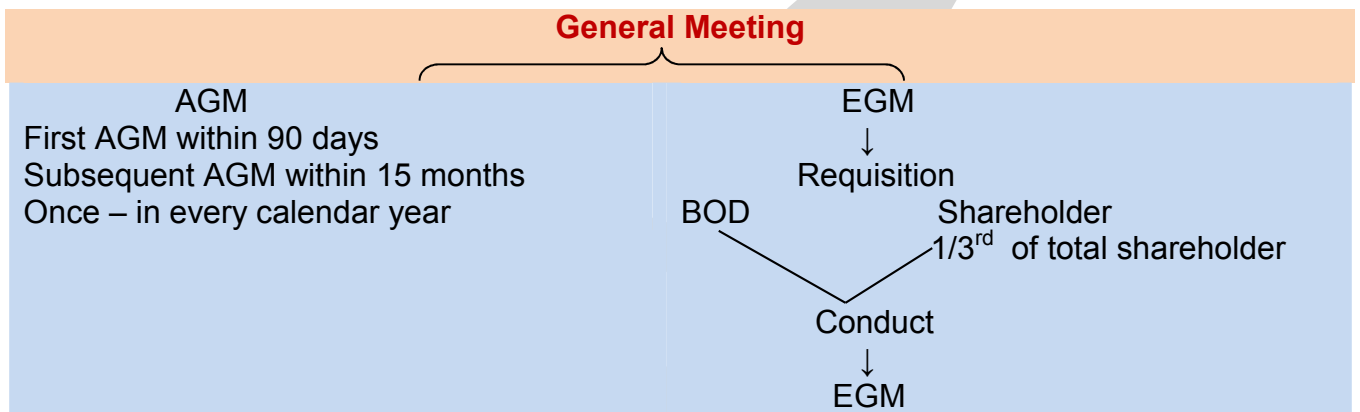 General Meeting
AGM
First AGM within 90 days
Subsequent AGM within 15 months
Once – in every calendar year
EGM
↓
Requisition
BOD Shareholder
1/3rd of total shareholder
Conduct
↓
EGM